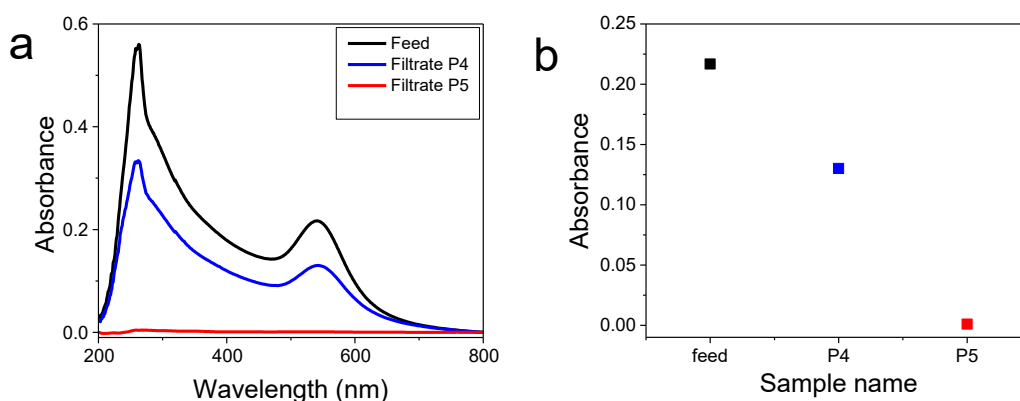 a
Absorbance
0.6
0.4
0.2
0.0
200
400
600
800
Wavelength (nm)
Feed
Filtrate P4
Filtrate P5
b
Absorbance
0.25
0.20
0.15
0.10
0.05
0.00
feed
P4
P5
Sample name